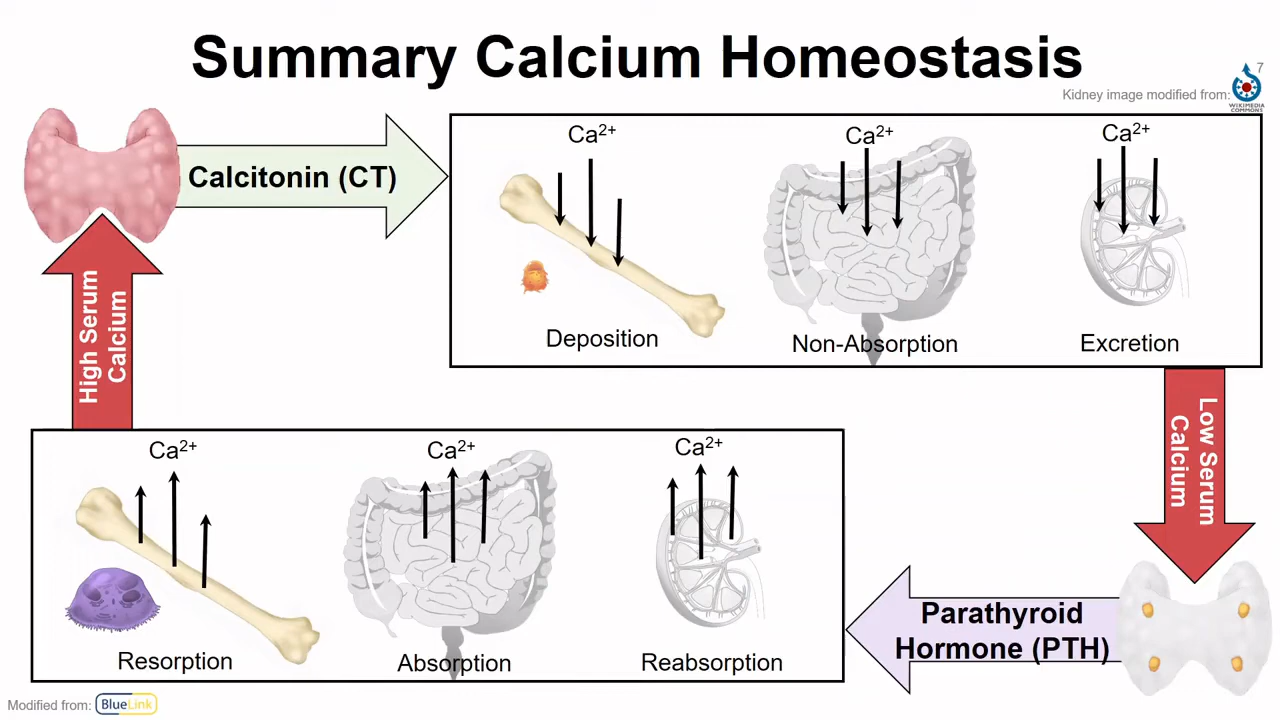 Summary Calcium Homeostasis
7
Kidney image modified from:
WIKIMEDIA
COMMONS
Calcitonin (CT)
Ca²⁺
Ca²⁺
Ca²⁺
Deposition
Non-Absorption
Excretion
High Serum
Calcium
Low Serum
Calcium
Ca²⁺
Ca²⁺
Ca²⁺
Resorption
Absorption
Reabsorption
Parathyroid
Hormone (PTH)
Modified from:
BlueLink